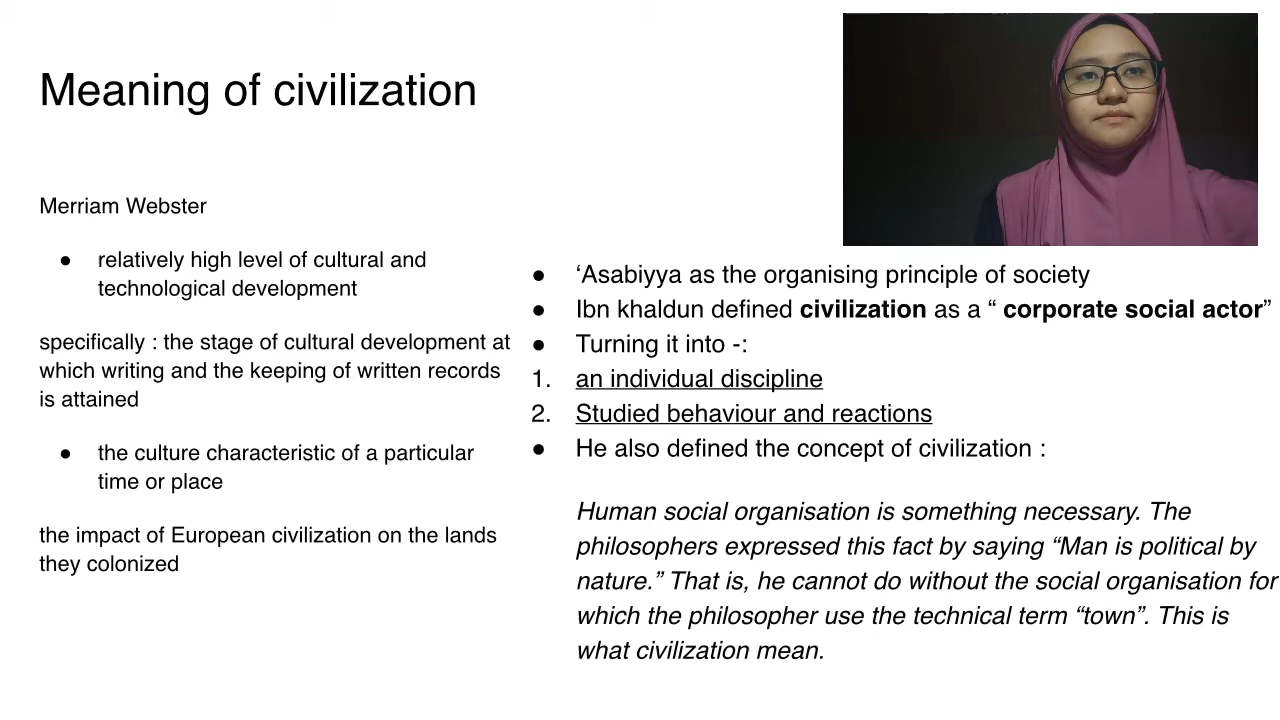 Meaning of civilization
Merriam Webster
● relatively high level of cultural and
technological development
specifically : the stage of cultural development at
which writing and the keeping of written records
is attained
● the culture characteristic of a particular
time or place
the impact of European civilization on the lands
they colonized
● ‘Asabiyya as the organising principle of society
● Ibn khaldun defined civilization as a “ corporate social actor”
● Turning it into -:
1. an individual discipline
2. Studied behaviour and reactions
● He also defined the concept of civilization :
Human social organisation is something necessary. The
philosophers expressed this fact by saying “Man is political by
nature.” That is, he cannot do without the social organisation for
which the philosopher use the technical term “town”. This is
what civilization mean.